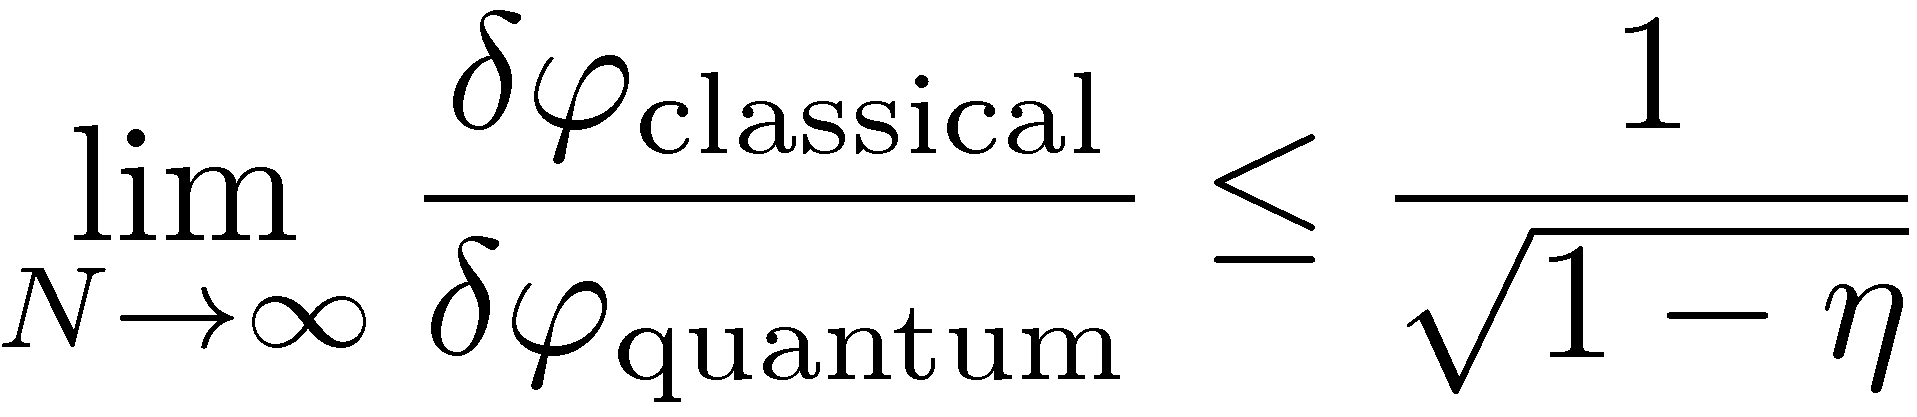 lim_{N→∞} δφ_classical / δφ_quantum ≤ 1 / √(1 − η)